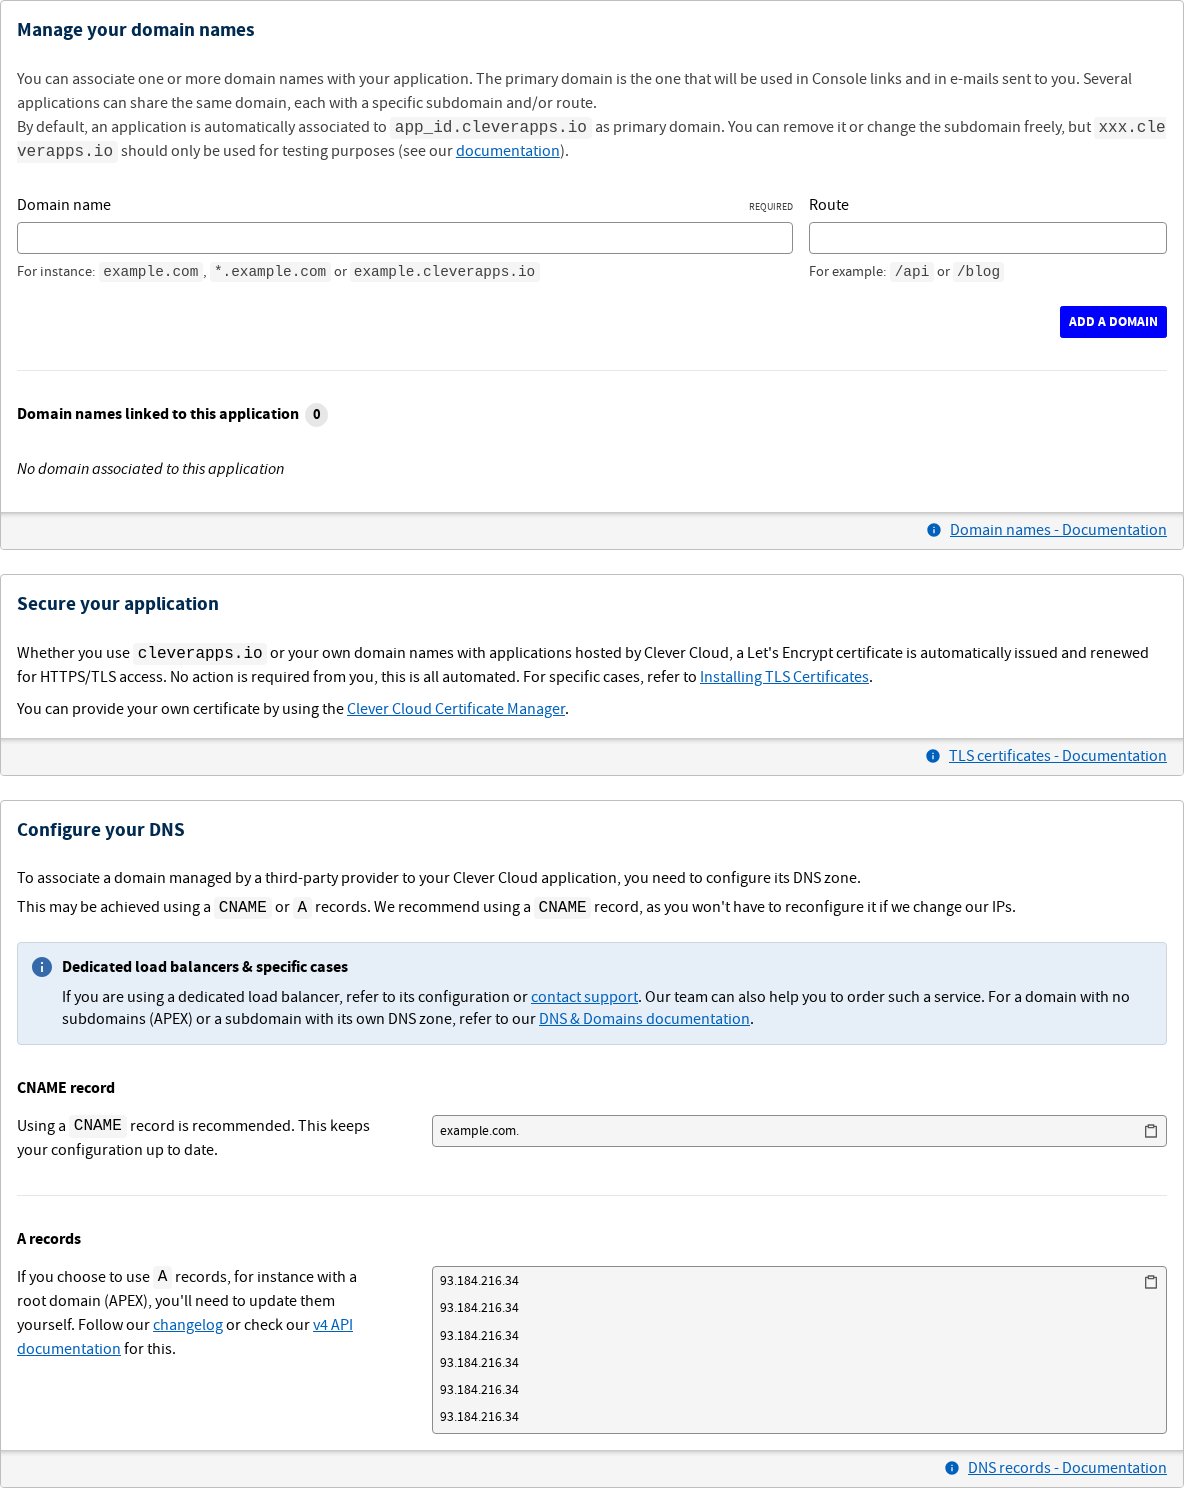 Manage your domain names
You can associate one or more domain names with your application. The primary domain is the one that will be used in Console links and in e-mails sent to you. Several
applications can share the same domain, each with a specific subdomain and/or route.
By default, an application is automatically associated to app_id.cleverapps.io as primary domain. You can remove it or change the subdomain freely, but xxx.cle
verapps.io should only be used for testing purposes (see our documentation).
Domain name REQUIRED Route
For instance: example.com, *.example.com or example.cleverapps.io For example: /api or /blog
ADD A DOMAIN
Domain names linked to this application 0
No domain associated to this application
Domain names - Documentation
Secure your application
Whether you use cleverapps.io or your own domain names with applications hosted by Clever Cloud, a Let's Encrypt certificate is automatically issued and renewed
for HTTPS/TLS access. No action is required from you, this is all automated. For specific cases, refer to Installing TLS Certificates.
You can provide your own certificate by using the Clever Cloud Certificate Manager.
TLS certificates - Documentation
Configure your DNS
To associate a domain managed by a third-party provider to your Clever Cloud application, you need to configure its DNS zone.
This may be achieved using a CNAME or A records. We recommend using a CNAME record, as you won't have to reconfigure it if we change our IPs.
Dedicated load balancers & specific cases
If you are using a dedicated load balancer, refer to its configuration or contact support. Our team can also help you to order such a service. For a domain with no
subdomains (APEX) or a subdomain with its own DNS zone, refer to our DNS & Domains documentation.
CNAME record
Using a CNAME record is recommended. This keeps
your configuration up to date.
example.com.
A records
If you choose to use A records, for instance with a
root domain (APEX), you'll need to update them
yourself. Follow our changelog or check our v4 API
documentation for this.
93.184.216.34
93.184.216.34
93.184.216.34
93.184.216.34
93.184.216.34
93.184.216.34
DNS records - Documentation